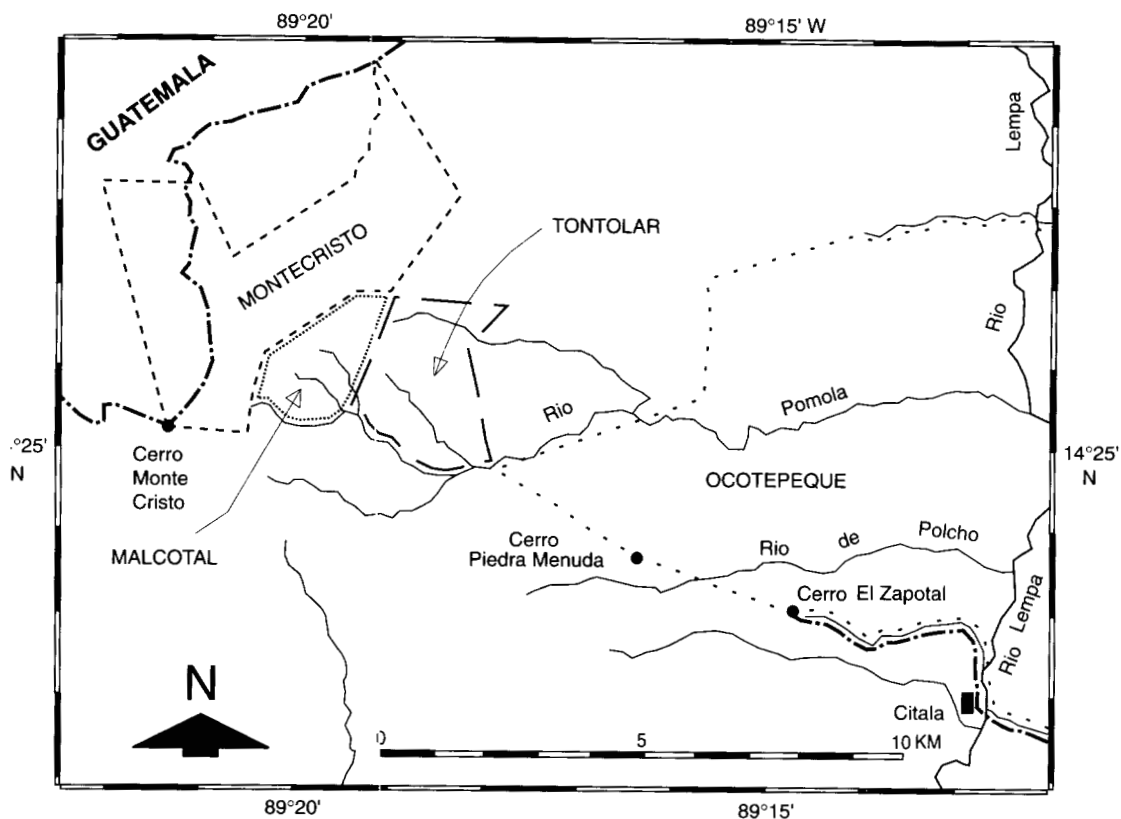 89°20'
89°15' W
GUATEMALA
Lempa
TONTOLAR
MONTECRISTO
Rio
Rio
Pomola
°25'
N
14°25'
N
Cerro
Monte
Cristo
OCOTEPEQUE
MALCOTAL
Cerro
Piedra Menuda
Rio de Polcho
Cerro El Zapotal
Rio Lempa
Citala
N
0 5 10 KM
89°20'
89°15'